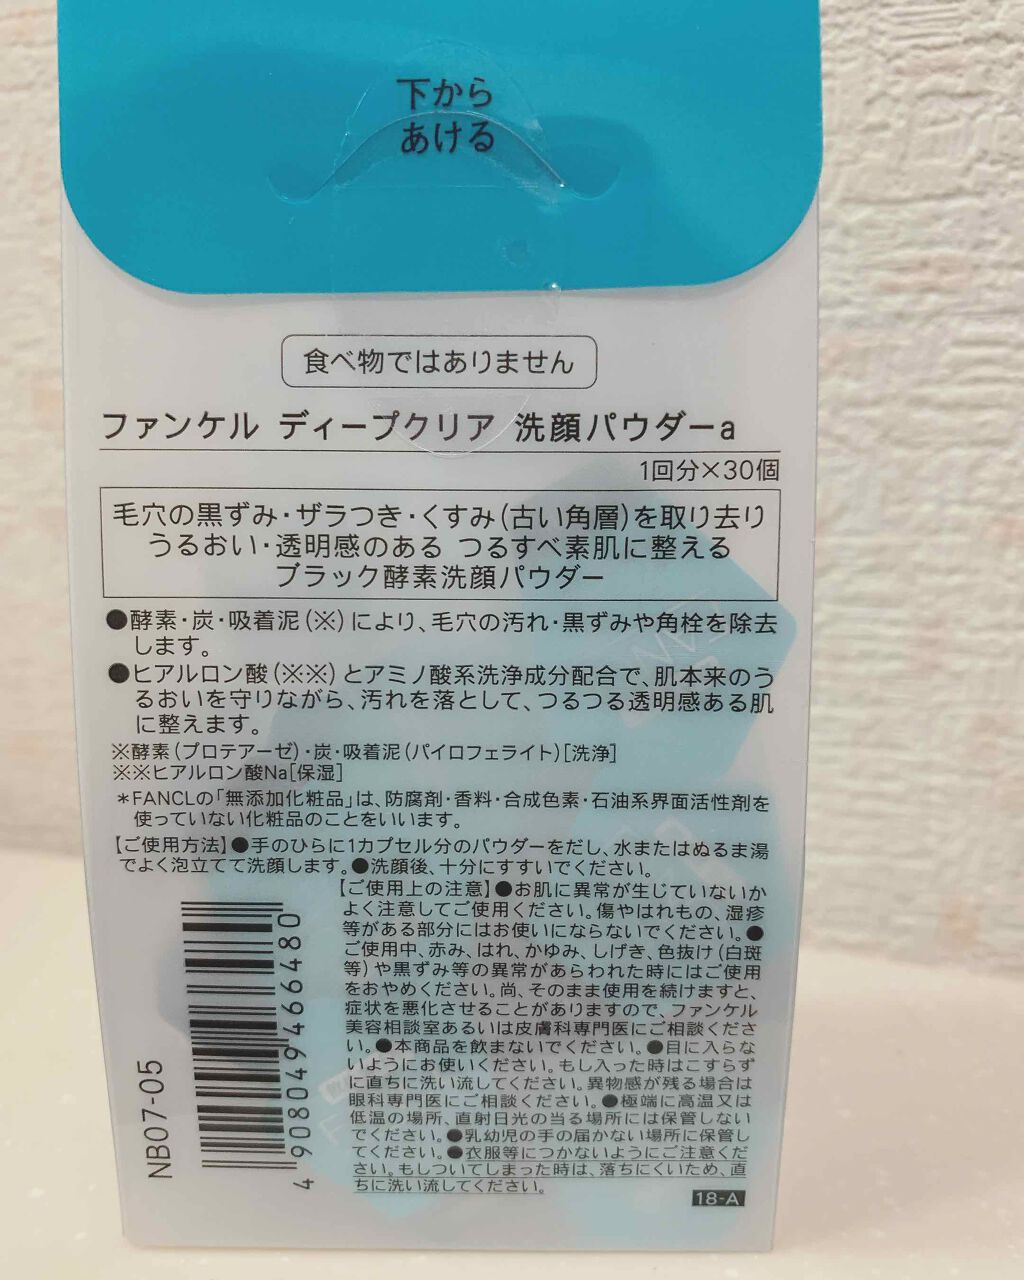 下から
あける
食べ物ではありません
ファンケル ディープクリア 洗顔パウダーa
1回分×30個
毛穴の黒ずみ・ザラつき・くすみ(古い角層)を取り去り
うるおい・透明感のある つるすべ素肌に整える
ブラック酵素洗顔パウダー
●酵素・炭・吸着泥(※)により、毛穴の汚れ・黒ずみや角栓を除去
します。
●ヒアルロン酸(※※)とアミノ酸系洗浄成分配合で、肌本来のう
るおいを守りながら、汚れを落として、つるつる透明感ある肌
に整えます。
※酵素(プロテアーゼ)・炭・吸着泥(パイロフェライト)[洗浄]
※※ヒアルロン酸Na[保湿]
＊FANCLの「無添加化粧品」は、防腐剤・香料・合成色素・石油系界面活性剤を
使っていない化粧品のことをいいます。
【ご使用方法】●手のひらに1カプセル分のパウダーをだし、水またはぬるま湯
でよく泡立てて洗顔します。●洗顔後、十分にすすいでください。
【ご使用上の注意】●お肌に異常が生じていないか
よく注意してご使用ください。傷やはれもの、湿疹
等がある部分にはお使いにならないでください。●
ご使用中、赤み、はれ、かゆみ、しげき、色抜け(白斑
等)や黒ずみ等の異常があらわれた時にはご使用
をおやめください。尚、そのまま使用を続けますと、
症状を悪化させることがありますので、ファンケル
美容相談室あるいは皮膚科専門医にご相談くださ
い。●本商品を飲まないでください。●目に入らな
いようにお使いください。もし入った時はこすらず
に直ちに洗い流してください。異物感が残る場合は
眼科専門医にご相談ください。●極端に高温又は
低温の場所、直射日光の当る場所には保管しない
でください。●乳幼児の手の届かない場所に保管し
てください。●衣服等につかないようにご注意くだ
さい。もしついてしまった時は、落ちにくいため、直
ちに洗い流してください。
18-A
4908049466480
NB07-05